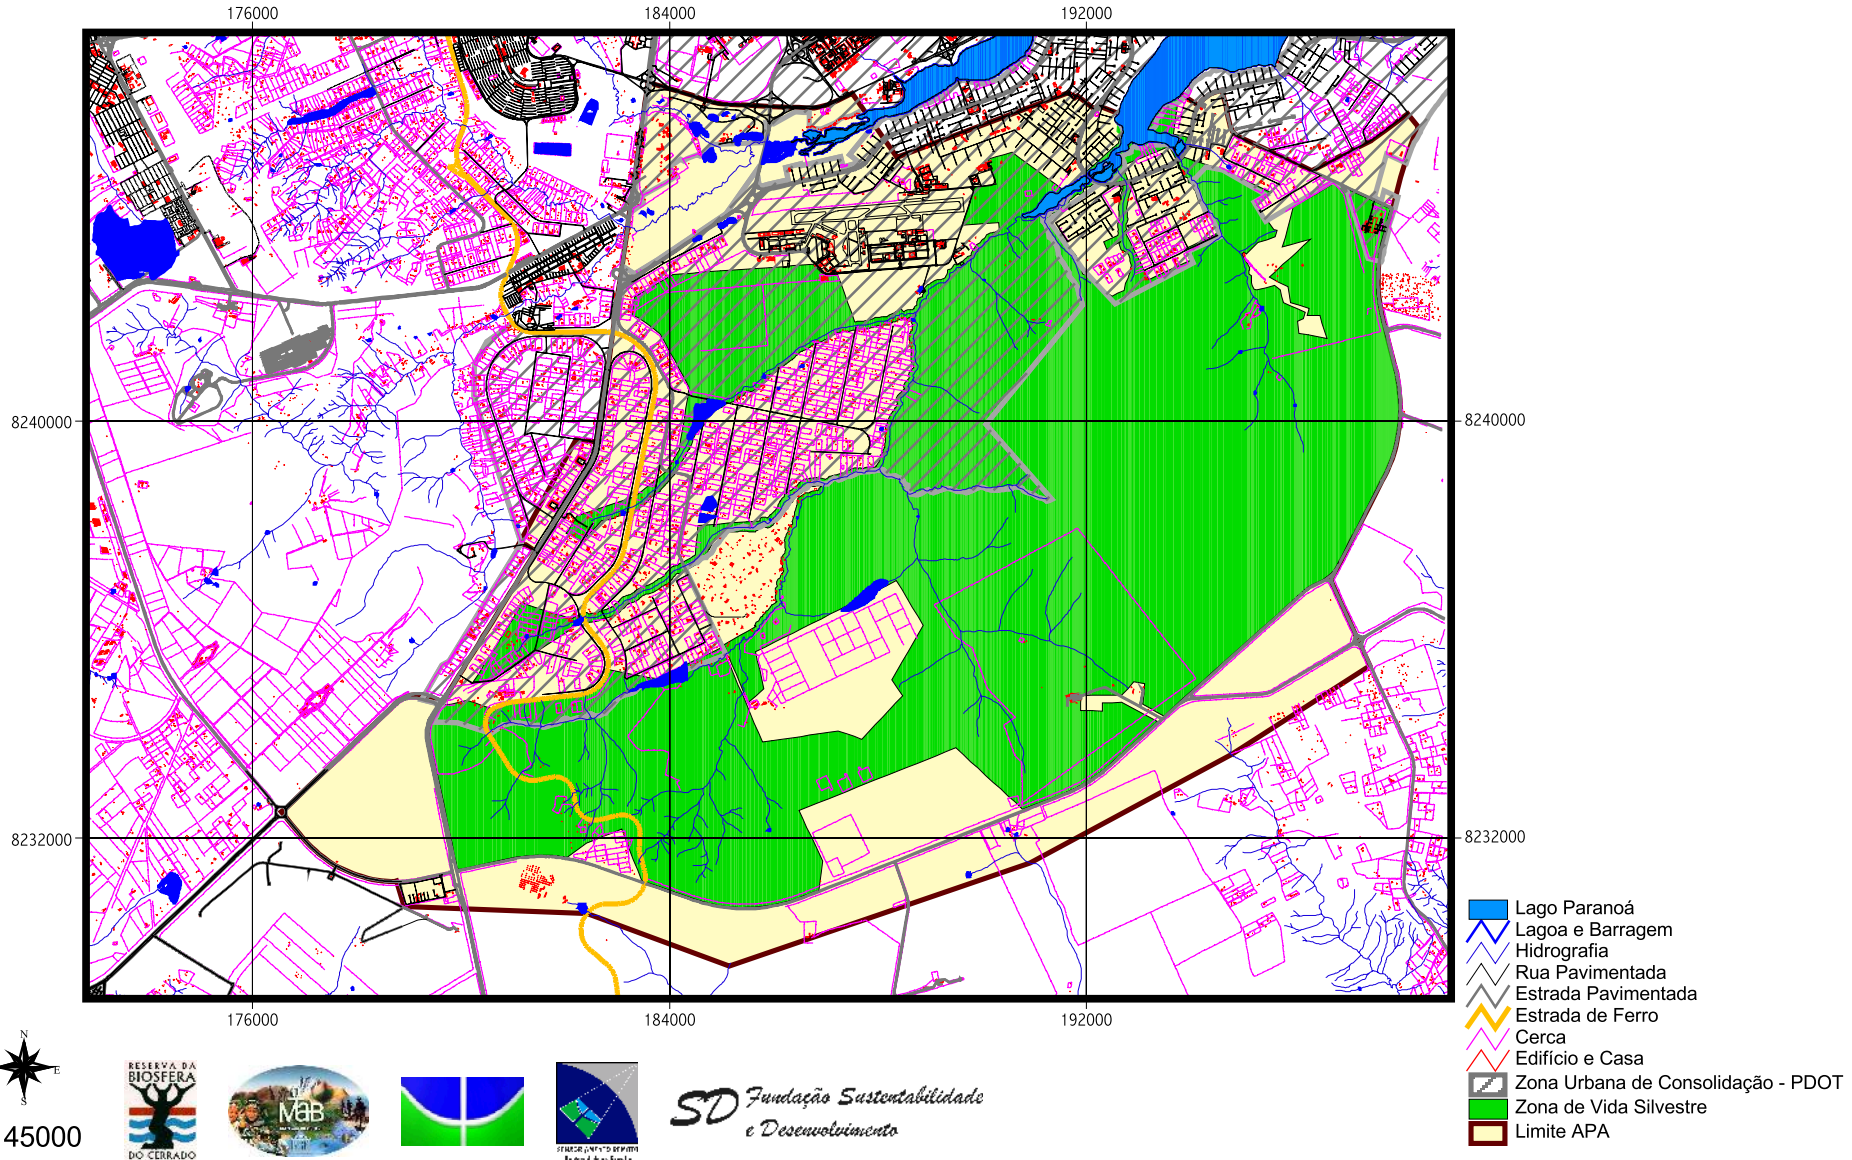 176000
184000
192000
8240000
8240000
8232000
8232000
176000
184000
192000
Lago Paranoá
Lagoa e Barragem
Hidrografia
Rua Pavimentada
Estrada Pavimentada
Estrada de Ferro
Cerca
Edifício e Casa
Zona Urbana de Consolidação - PDOT
Zona de Vida Silvestre
Limite APA
N
E
S
45000
RESERVA DA
BIOSFERA
DO CERRADO
MaB
SD Fundação Sustentabilidade
e Desenvolvimento